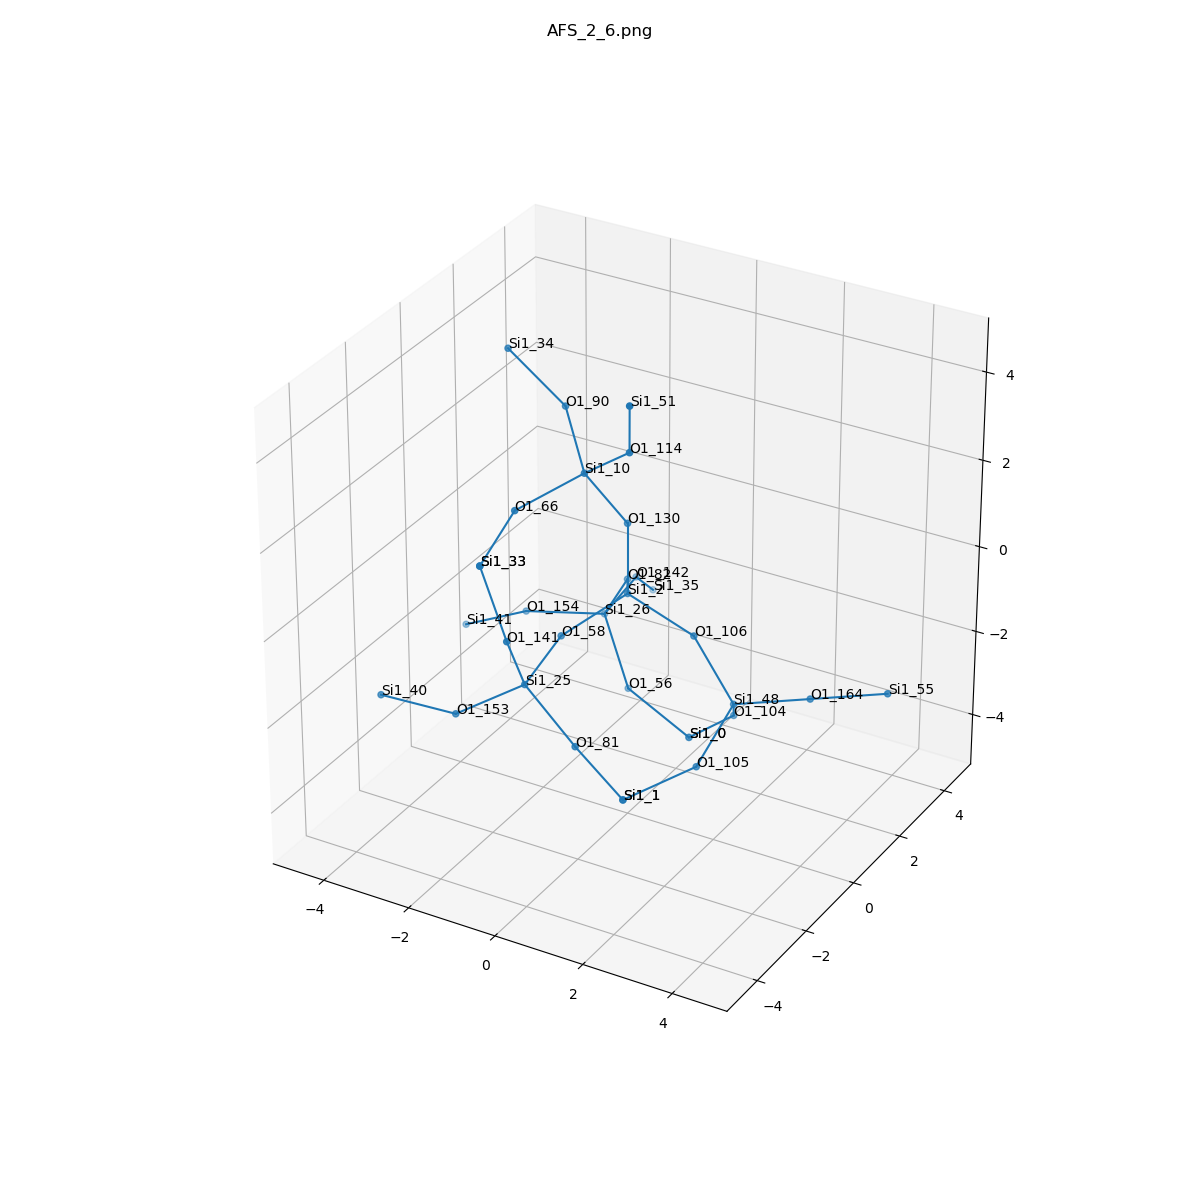 AFS_2_6.png
Si1_34
O1_90
Si1_51
O1_114
Si1_10
O1_66
O1_130
Si1_33
O1_82
O1_142
Si1_35
Si1_2
Si1_26
O1_154
Si1_41
O1_58
O1_141
O1_106
Si1_25
O1_56
Si1_40
O1_153
Si1_48
O1_164
Si1_55
O1_104
Si1_0
O1_81
O1_105
Si1_1
4
2
0
−2
−4
−4
−2
0
2
4
4
2
0
−2
−4